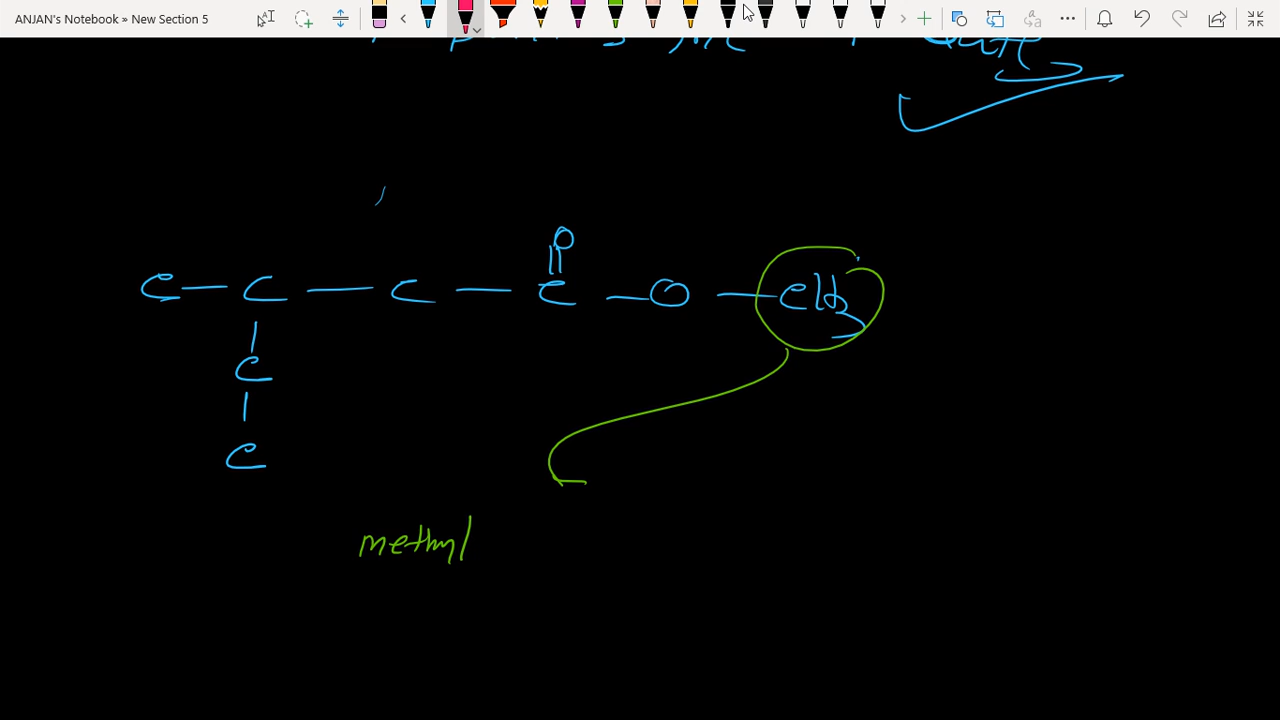 ANJAN's Notebook » New Section 5
O
C — C — C — C — O — CH3
C
C
methyl